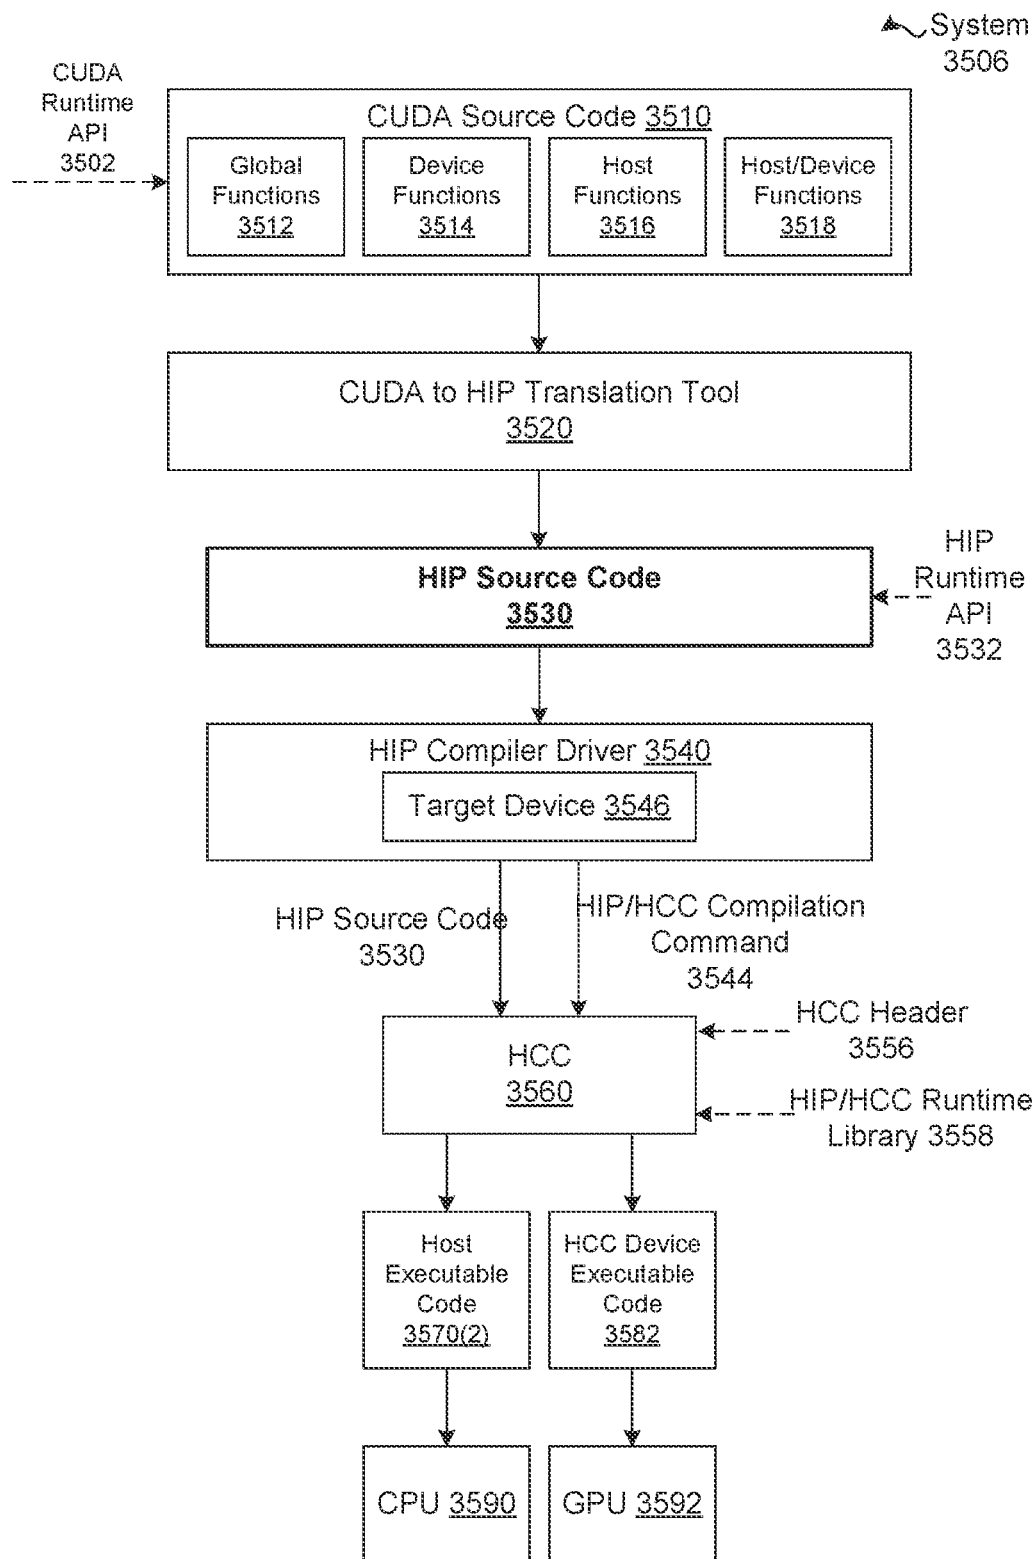 System
3506
CUDA
Runtime
API
3502
CUDA Source Code 3510
Global
Functions
3512
Device
Functions
3514
Host
Functions
3516
Host/Device
Functions
3518
CUDA to HIP Translation Tool
3520
HIP Source Code
3530
HIP
Runtime
API
3532
HIP Compiler Driver 3540
Target Device 3546
HIP Source Code
3530
HIP/HCC Compilation
Command
3544
HCC
3560
HCC Header
3556
HIP/HCC Runtime
Library 3558
Host
Executable
Code
3570(2)
HCC Device
Executable
Code
3582
CPU 3590
GPU 3592